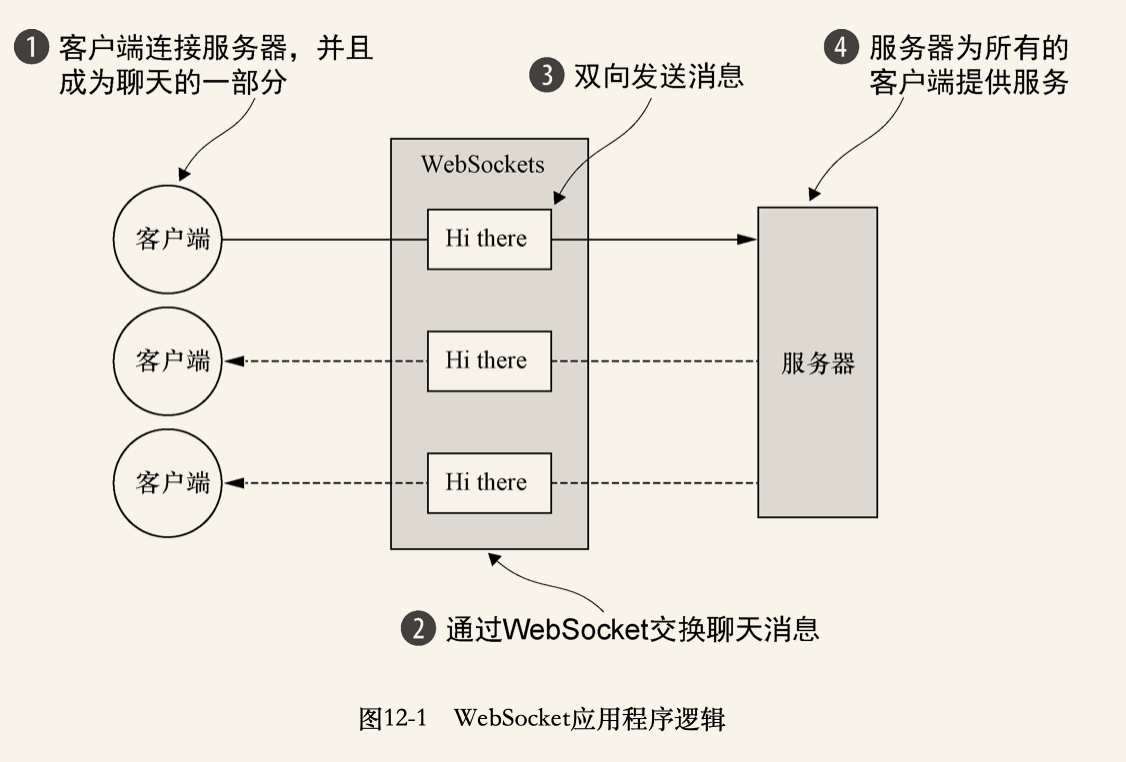 1 客户端连接服务器，并且
成为聊天的一部分
3 双向发送消息
4 服务器为所有的
客户端提供服务
WebSockets
客户端
Hi there
客户端
Hi there
服务器
客户端
Hi there
2 通过WebSocket交换聊天消息
图12-1 WebSocket应用程序逻辑